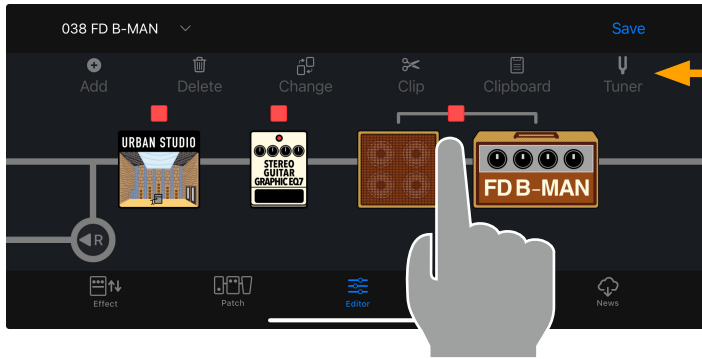 038 FD B-MAN
Save
Add
Delete
Change
Clip
Clipboard
Tuner
URBAN STUDIO
STEREO
GUITAR
GRAPHIC EQ7
FD B-MAN
R
Effect
Patch
Editor
News